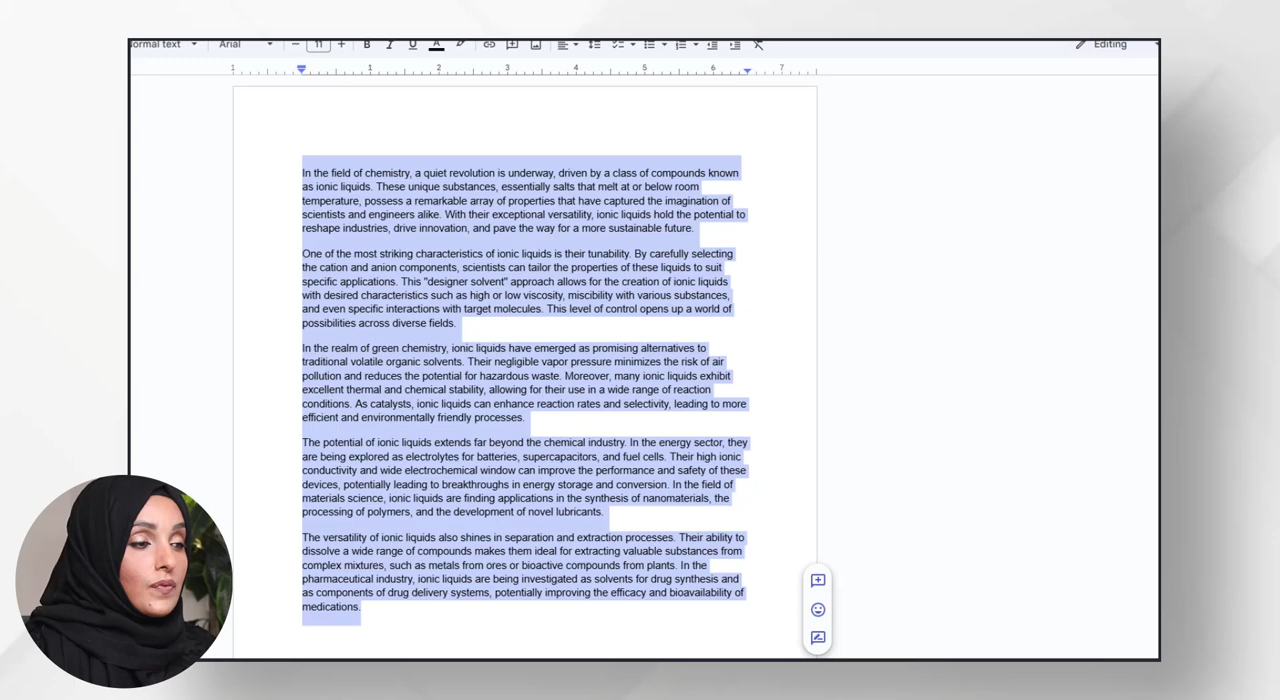 Normal text Arial 11 B I U A Editing
1 1 2 3 4 5 6 7
In the field of chemistry, a quiet revolution is underway, driven by a class of compounds known
as ionic liquids. These unique substances, essentially salts that melt at or below room
temperature, possess a remarkable array of properties that have captured the imagination of
scientists and engineers alike. With their exceptional versatility, ionic liquids hold the potential to
reshape industries, drive innovation, and pave the way for a more sustainable future.
One of the most striking characteristics of ionic liquids is their tunability. By carefully selecting
the cation and anion components, scientists can tailor the properties of these liquids to suit
specific applications. This "designer solvent" approach allows for the creation of ionic liquids
with desired characteristics such as high or low viscosity, miscibility with various substances,
and even specific interactions with target molecules. This level of control opens up a world of
possibilities across diverse fields.
In the realm of green chemistry, ionic liquids have emerged as promising alternatives to
traditional volatile organic solvents. Their negligible vapor pressure minimizes the risk of air
pollution and reduces the potential for hazardous waste. Moreover, many ionic liquids exhibit
excellent thermal and chemical stability, allowing for their use in a wide range of reaction
conditions. As catalysts, ionic liquids can enhance reaction rates and selectivity, leading to more
efficient and environmentally friendly processes.
The potential of ionic liquids extends far beyond the chemical industry. In the energy sector, they
are being explored as electrolytes for batteries, supercapacitors, and fuel cells. Their high ionic
conductivity and wide electrochemical window can improve the performance and safety of these
devices, potentially leading to breakthroughs in energy storage and conversion. In the field of
materials science, ionic liquids are finding applications in the synthesis of nanomaterials, the
processing of polymers, and the development of novel lubricants.
The versatility of ionic liquids also shines in separation and extraction processes. Their ability to
dissolve a wide range of compounds makes them ideal for extracting valuable substances from
complex mixtures, such as metals from ores or bioactive compounds from plants. In the
pharmaceutical industry, ionic liquids are being investigated as solvents for drug synthesis and
as components of drug delivery systems, potentially improving the efficacy and bioavailability of
medications.